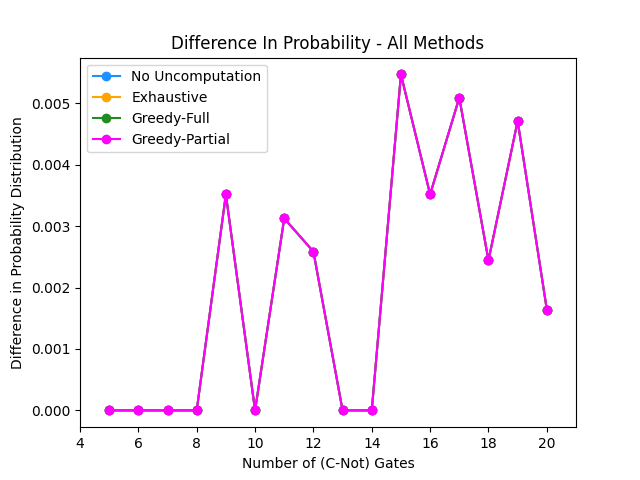 Difference In Probability - All Methods
No Uncomputation
Exhaustive
Greedy-Full
Greedy-Partial
Difference in Probability Distribution
0.005
0.004
0.003
0.002
0.001
0.000
4 6 8 10 12 14 16 18 20
Number of (C-Not) Gates